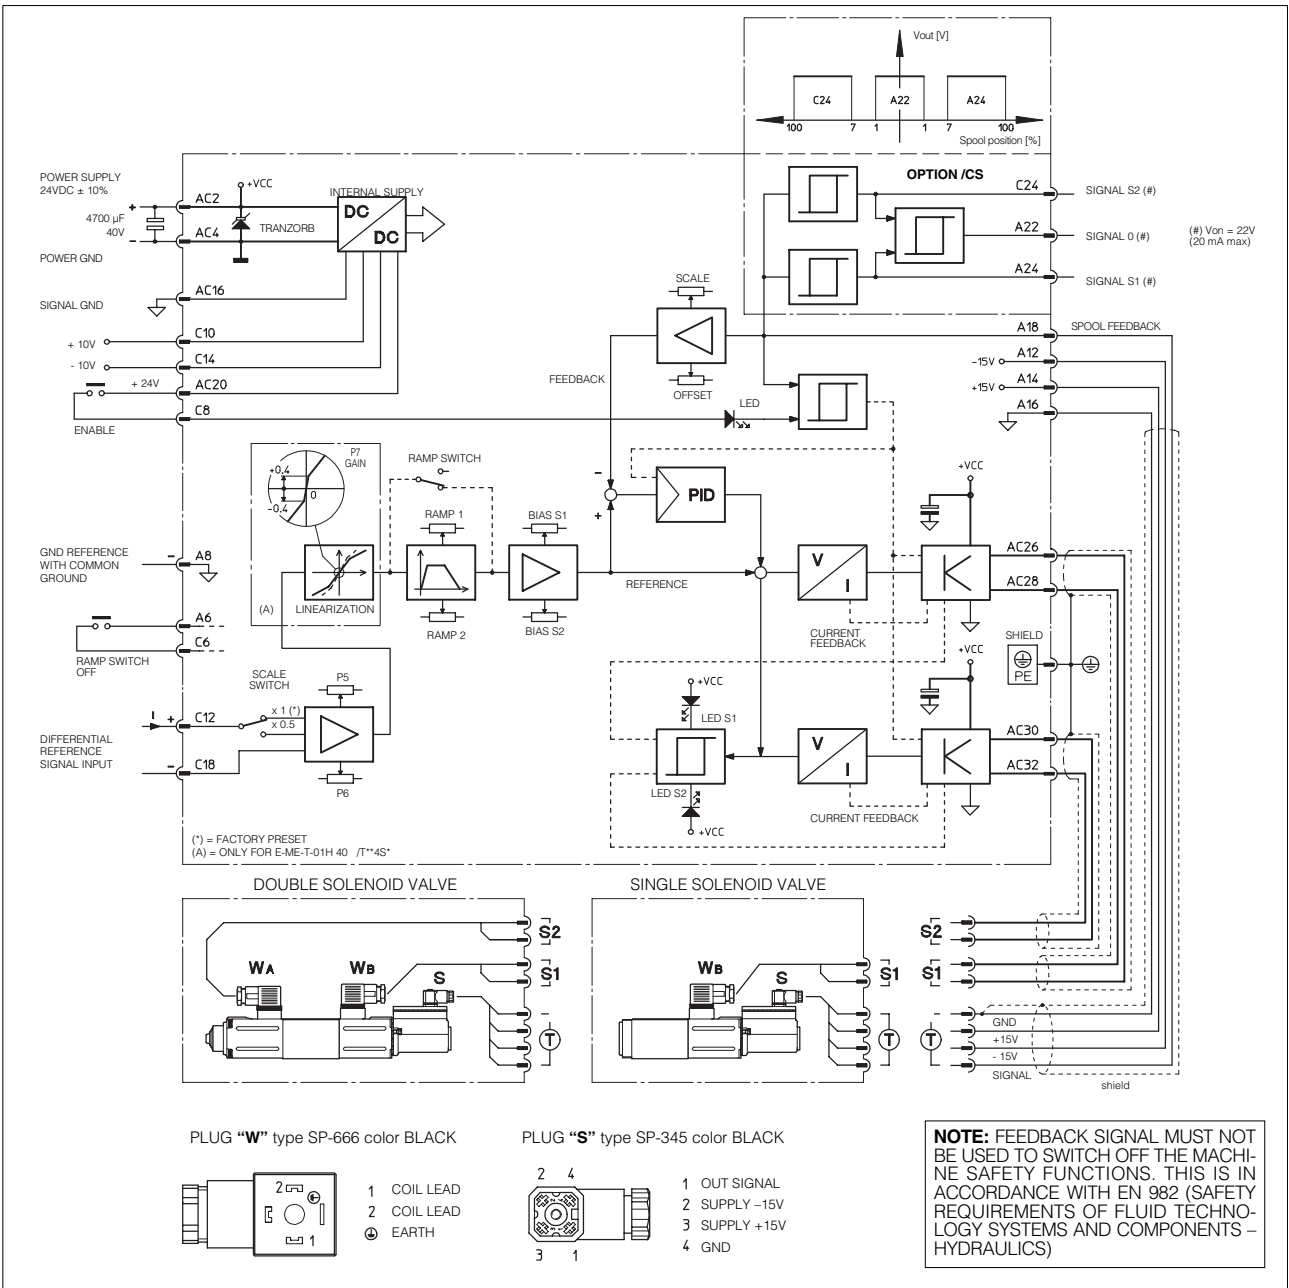 Vout [V]
C24
A22
A24
100
7
1
1
7
100
Spool position [%]
OPTION /CS
C24
SIGNAL S2 (#)
A22
SIGNAL 0 (#)
(#) Von = 22V
(20 mA max)
A24
SIGNAL S1 (#)
POWER SUPPLY
24VDC ± 10%
+
AC2
+VCC
INTERNAL SUPPLY
DC
DC
4700 µF
40V
TRANZORB
-
AC4
POWER GND
AC16
SIGNAL GND
C10
+ 10V
C14
- 10V
+ 24V
AC20
C8
ENABLE
SCALE
OFFSET
FEEDBACK
LED
A18
SPOOL FEEDBACK
-15V
A12
+15V
A14
A16
P7
GAIN
+0.4
0
-0.4
RAMP SWITCH
RAMP 1
RAMP 2
BIAS S1
BIAS S2
-
+
PID
REFERENCE
(A)
LINEARIZATION
GND REFERENCE
WITH COMMON
GROUND
-
A8
A6
C6
RAMP SWITCH
OFF
SCALE
SWITCH
P5
x 1 (*)
x 0.5
P6
I
+
C12
DIFFERENTIAL
REFERENCE
SIGNAL INPUT
-
C18
V
I
CURRENT
FEEDBACK
+VCC
AC26
AC28
SHIELD
PE
+VCC
+VCC
LED S1
LED S2
+VCC
V
I
CURRENT FEEDBACK
AC30
AC32
(*) = FACTORY PRESET
(A) = ONLY FOR E-ME-T-01H 40 /T**4S*
DOUBLE SOLENOID VALVE
SINGLE SOLENOID VALVE
WA
WB
S
S2
S1
T
WB
S
S1
T
S2
S1
T
GND
+15V
- 15V
SIGNAL
shield
PLUG “W” type SP-666 color BLACK
2
1
1 COIL LEAD
2 COIL LEAD
EARTH
PLUG “S” type SP-345 color BLACK
2 4
3 1
1 OUT SIGNAL
2 SUPPLY –15V
3 SUPPLY +15V
4 GND
NOTE: FEEDBACK SIGNAL MUST NOT
BE USED TO SWITCH OFF THE MACHI-
NE SAFETY FUNCTIONS. THIS IS IN
ACCORDANCE WITH EN 982 (SAFETY
REQUIREMENTS OF FLUID TECHNO-
LOGY SYSTEMS AND COMPONENTS –
HYDRAULICS)